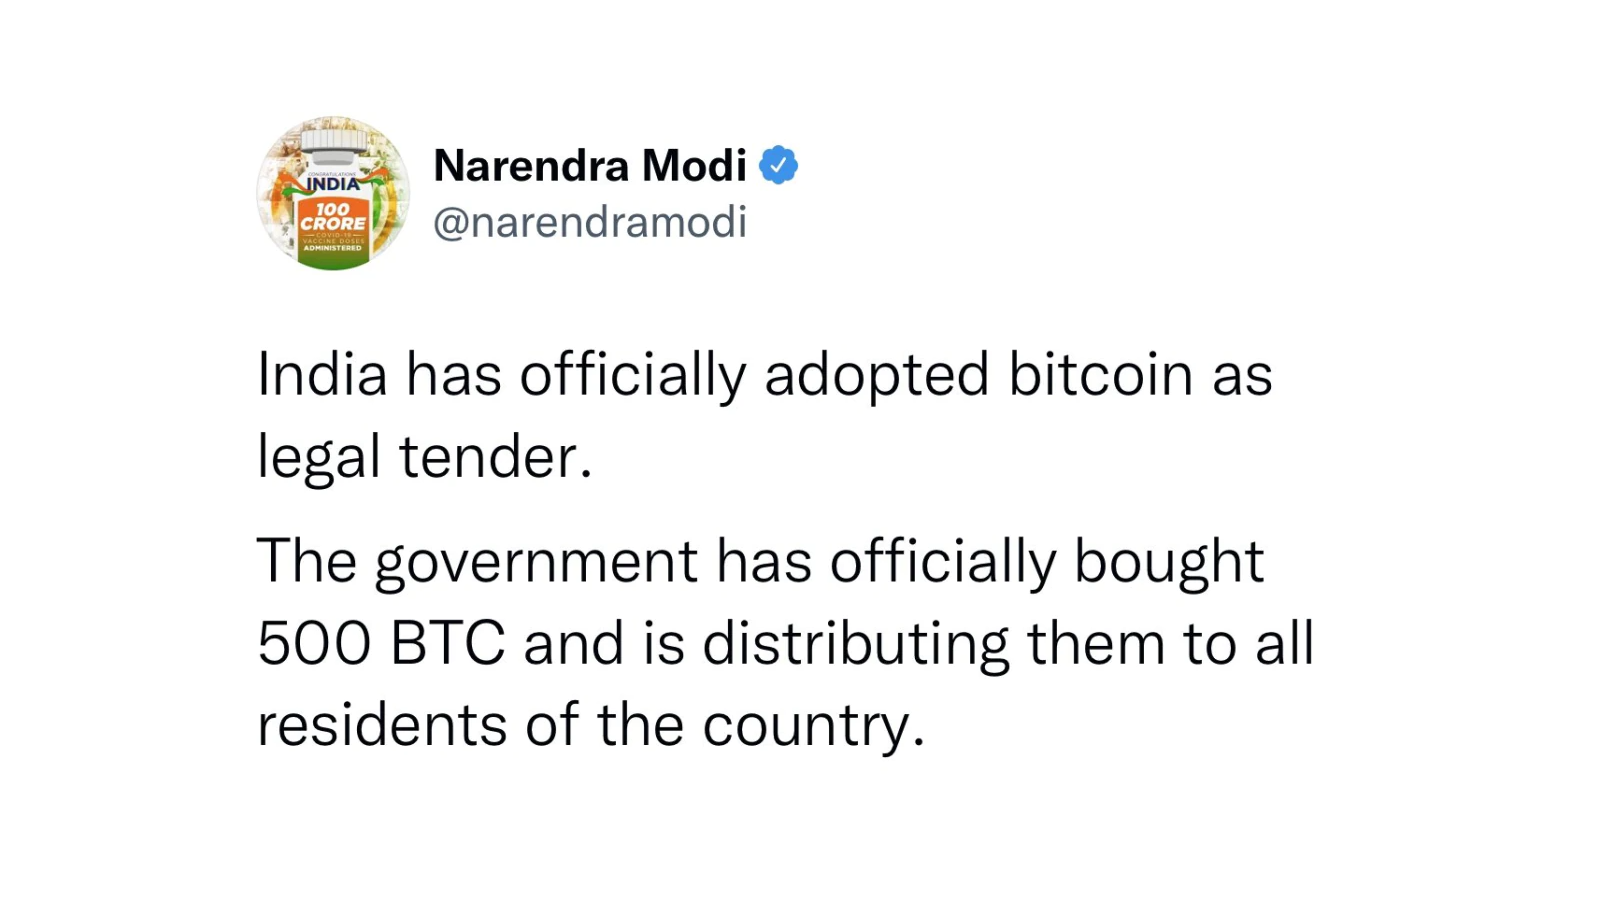 CONGRATULATIONS
INDIA
100
CRORE
COVID-19
VACCINE DOSES
ADMINISTERED
Narendra Modi
@narendramodi
India has officially adopted bitcoin as
legal tender.
The government has officially bought
500 BTC and is distributing them to all
residents of the country.